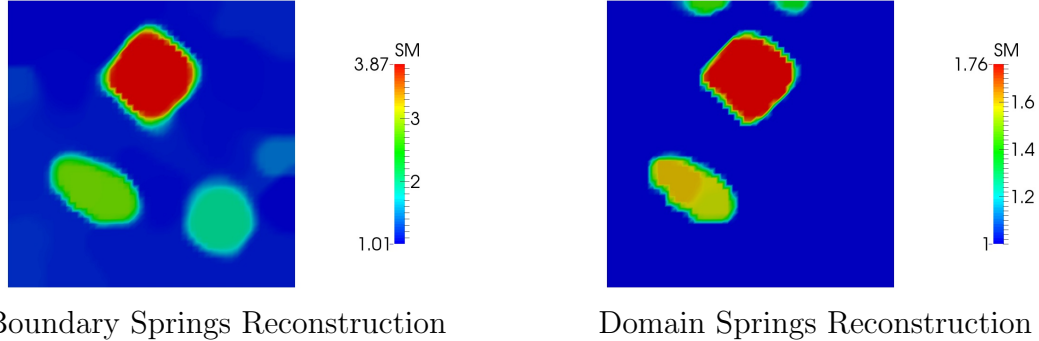 SM
3.87
3
2
1.01
SM
1.76
1.6
1.4
1.2
1
oundary Springs Reconstruction
Domain Springs Reconstruction